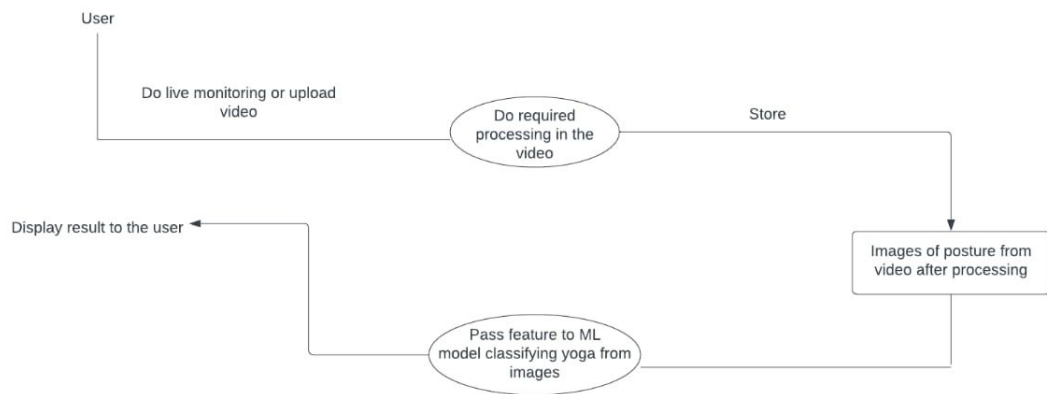 User
Do live monitoring or upload
video
Do required
processing in the
video
Store
Images of posture from
video after processing
Pass feature to ML
model classifying yoga from
images
Display result to the user